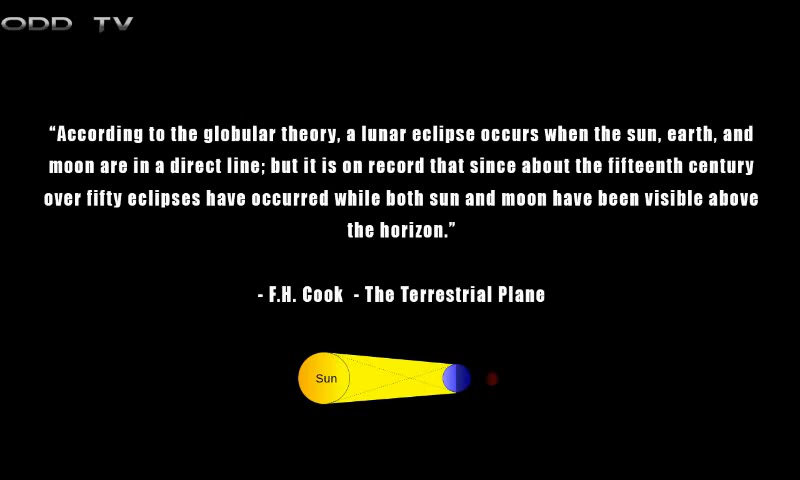 ODD TV
“According to the globular theory, a lunar eclipse occurs when the sun, earth, and
moon are in a direct line; but it is on record that since about the fifteenth century
over fifty eclipses have occurred while both sun and moon have been visible above
the horizon.”
- F.H. Cook - The Terrestrial Plane
Sun